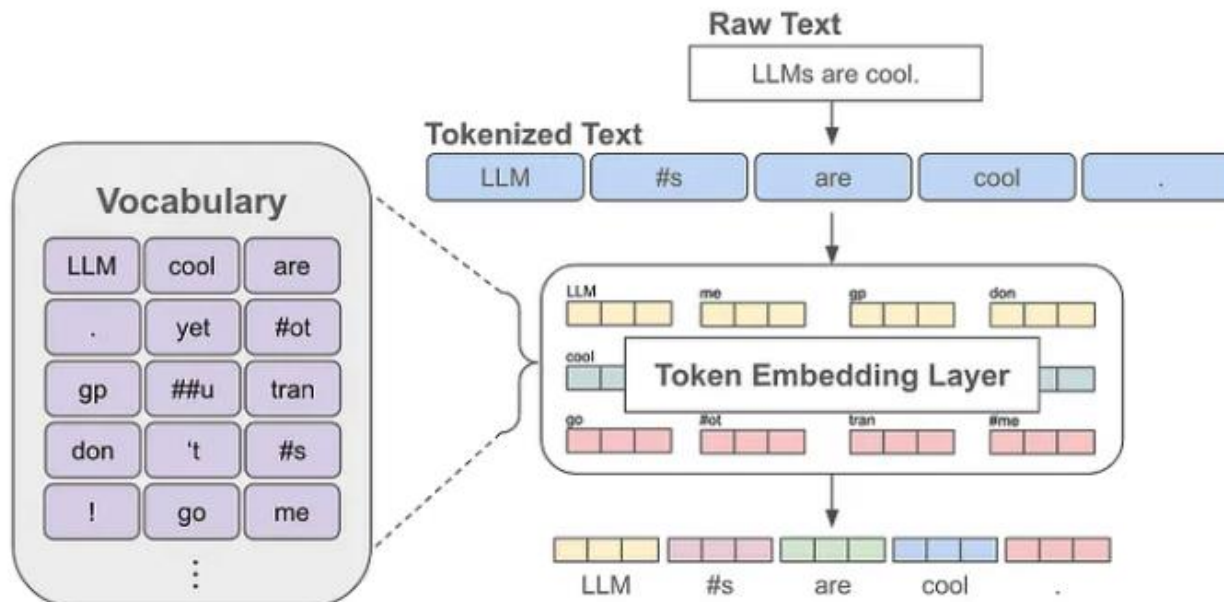 Raw Text
LLMs are cool.
Tokenized Text
LLM #s are cool .
Vocabulary
LLM cool are
. yet #ot
gp ##u tran
don ‘t #s
! go me
⋮
LLM me gp don
cool
Token Embedding Layer
go #ot tran #me
LLM #s are cool .